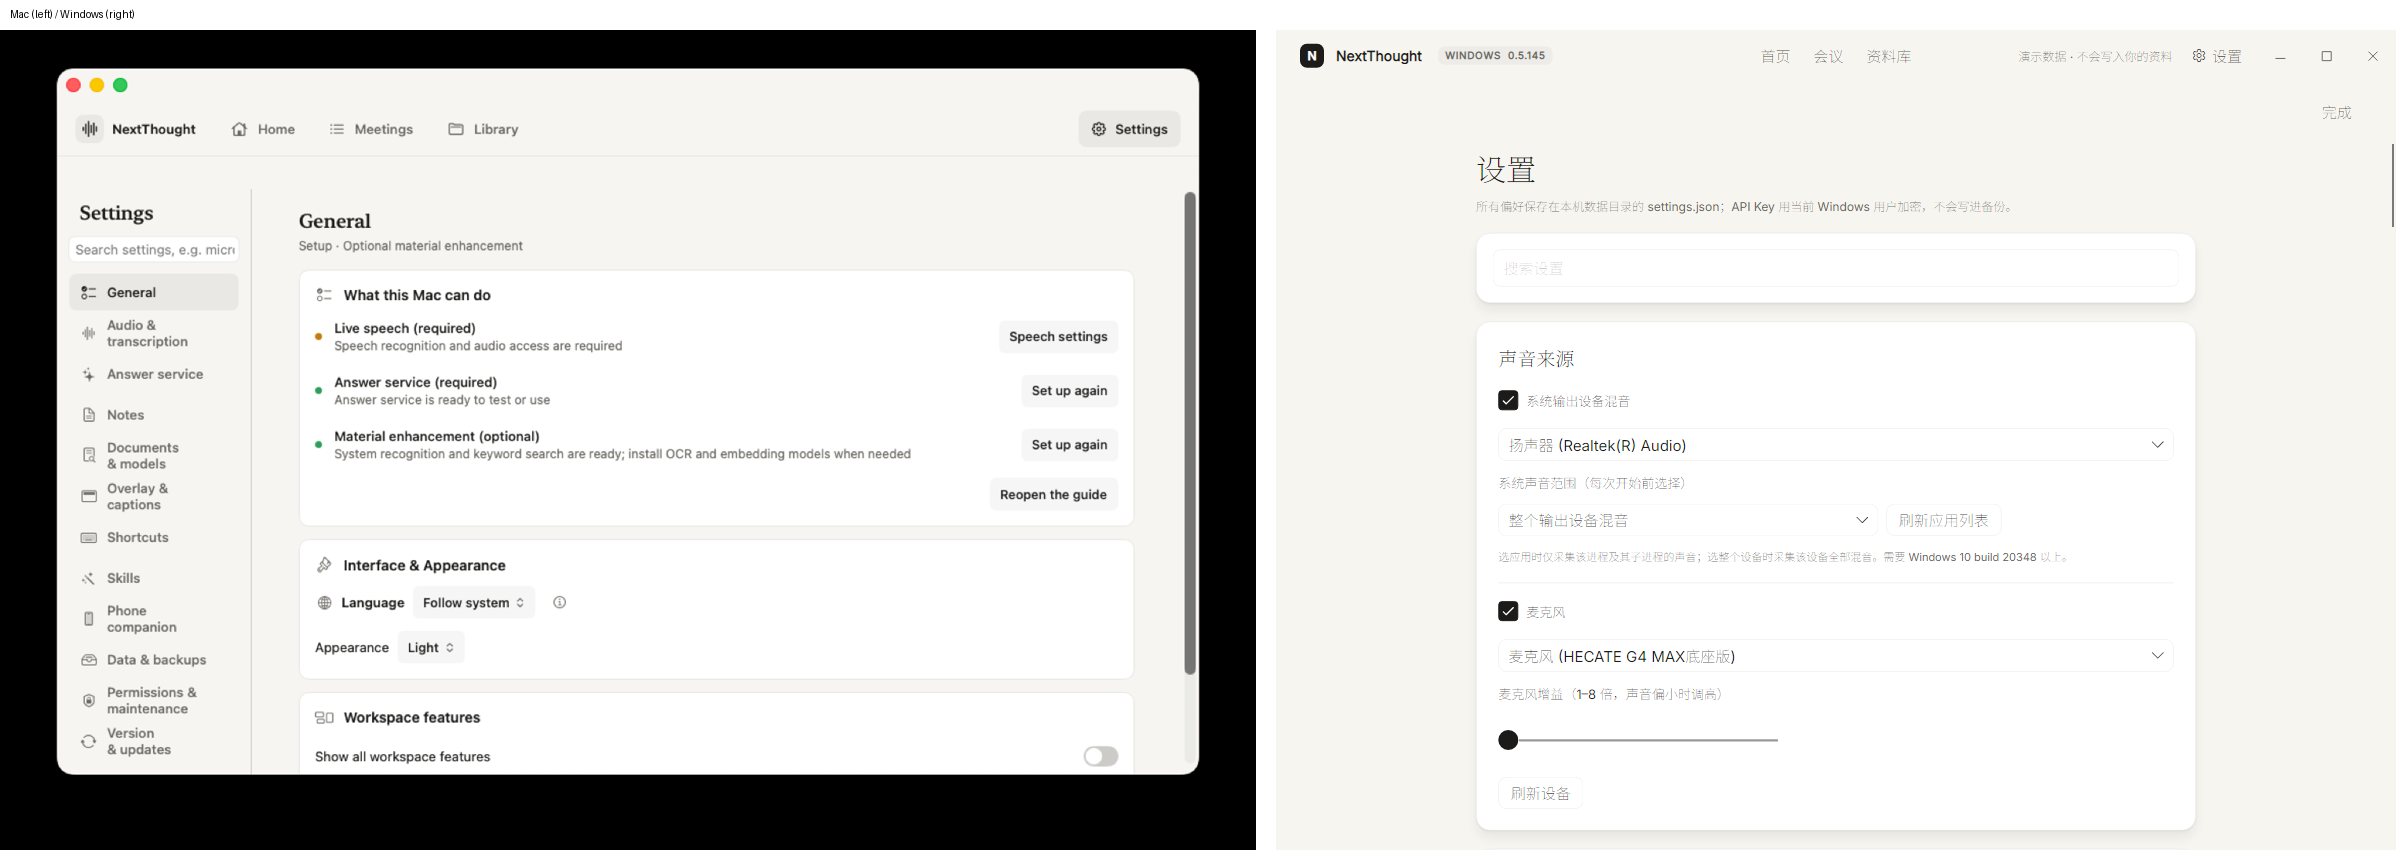 Mac (left) / Windows (right)
NextThought
Home
Meetings
Library
Settings
Settings
Search settings, e.g. micr
General
Audio &
transcription
Answer service
Notes
Documents
& models
Overlay &
captions
Shortcuts
Skills
Phone
companion
Data & backups
Permissions &
maintenance
Version
& updates
General
Setup · Optional material enhancement
What this Mac can do
Live speech (required)
Speech recognition and audio access are required
Speech settings
Answer service (required)
Answer service is ready to test or use
Set up again
Material enhancement (optional)
System recognition and keyword search are ready; install OCR and embedding models when needed
Set up again
Reopen the guide
Interface & Appearance
Language
Follow system
Appearance
Light
Workspace features
Show all workspace features
N
NextThought
WINDOWS 0.5.145
首页
会议
资料库
演示数据 · 不会写入你的资料
设置
完成
设置
所有偏好保存在本机数据目录的 settings.json；API Key 用当前 Windows 用户加密，不会写进备份。
搜索设置
声音来源
系统输出设备混音
扬声器 (Realtek(R) Audio)
系统声音范围（每次开始前选择）
整个输出设备混音
刷新应用列表
选应用时仅采集该进程及其子进程的声音；选整个设备时采集该设备全部混音。需要 Windows 10 build 20348 以上。
麦克风
麦克风 (HECATE G4 MAX底座版)
麦克风增益（1–8 倍，声音偏小时调高）
刷新设备